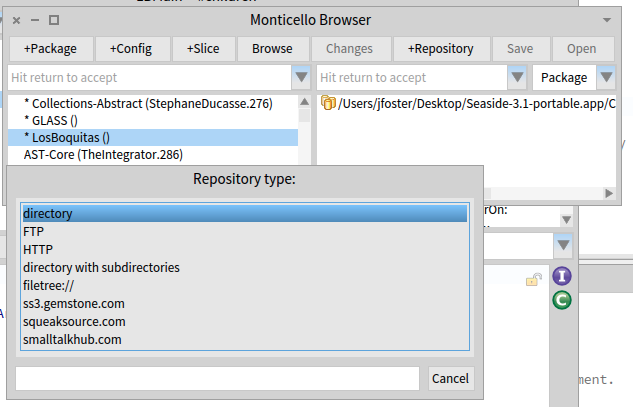 Monticello Browser
+Package +Config +Slice Browse Changes +Repository Save Open
Hit return to accept Hit return to accept Package
* Collections-Abstract (StephaneDucasse.276) /Users/jfoster/Desktop/Seaside-3.1-portable.app/C
* GLASS ()
* LosBoquitas ()
AST-Core (TheIntegrator.286)
Repository type:
directory
FTP
HTTP
directory with subdirectories
filetree://
ss3.gemstone.com
squeaksource.com
smalltalkhub.com
Cancel
I
C
ment.